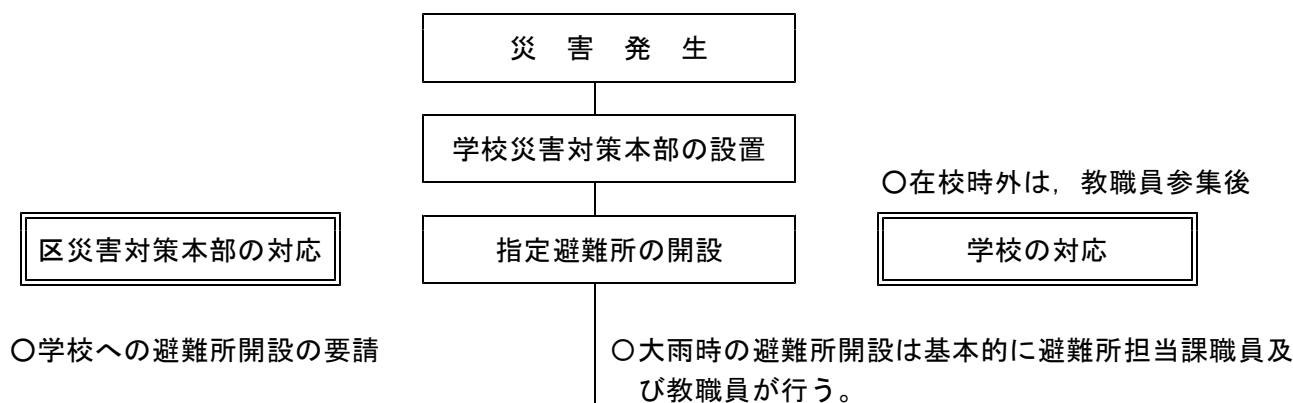 災 害 発 生
学校災害対策本部の設置
〇在校時外は，教職員参集後
区災害対策本部の対応
指定避難所の開設
学校の対応
〇学校への避難所開設の要請
〇大雨時の避難所開設は基本的に避難所担当課職員及
び教職員が行う。